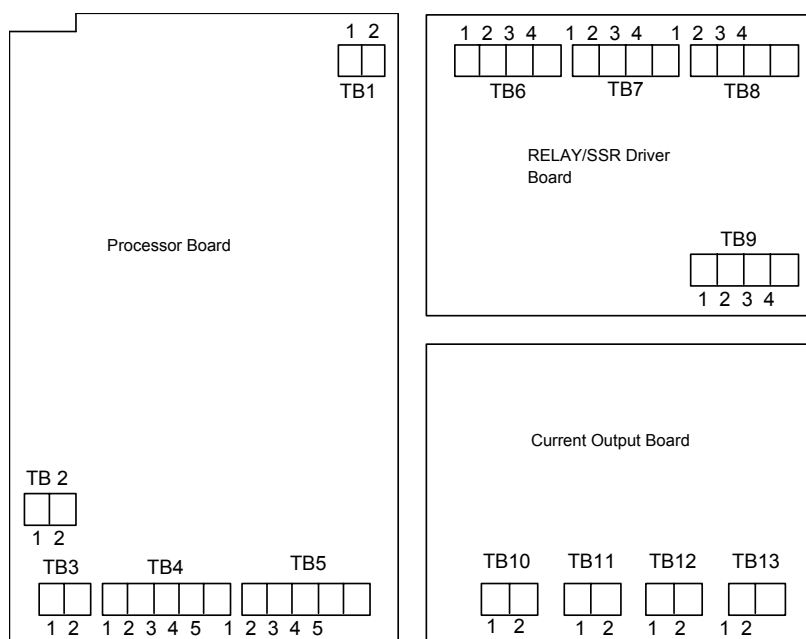 1 2
TB1
Processor Board
TB 2
1 2
TB3 TB4 TB5
1 2 1 2 3 4 5 1 2 3 4 5
1 2 3 4 1 2 3 4 1 2 3 4
TB6 TB7 TB8
RELAY/SSR Driver
Board
TB9
1 2 3 4
Current Output Board
TB10 TB11 TB12 TB13
1 2 1 2 1 2 1 2